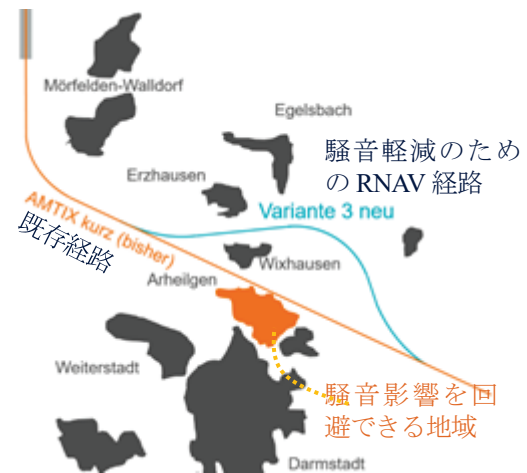 Mörfelden-Walldorf
Egelsbach
騒音軽減のため
の RNAV 経路
Erzhausen
Variante 3 neu
AMTIX kurz (bisher)
既存経路
Wixhausen
Arheilgen
Weiterstadt
騒音影響を回
避できる地域
Darmstadt